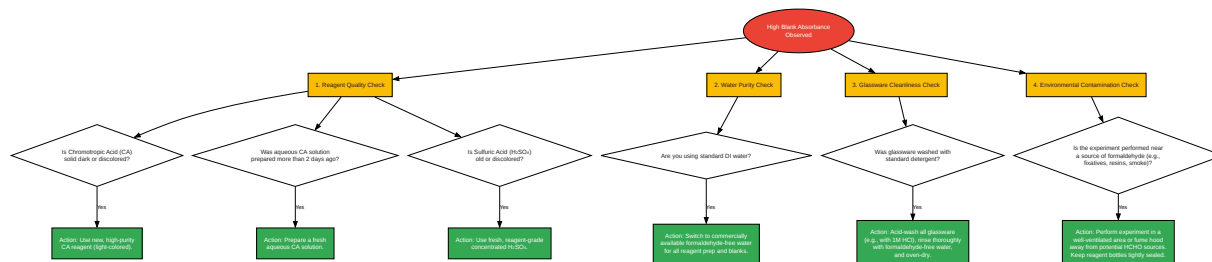 High Blank Absorbance
Observed
1. Reagent Quality Check
2. Water Purity Check
3. Glassware Cleanliness Check
4. Environmental Contamination Check
Is Chromotropic Acid (CA)
solid dark or discolored?
Was aqueous CA solution
prepared more than 2 days ago?
Is Sulfuric Acid (H₂SO₄)
old or discolored?
Are you using standard DI water?
Was glassware washed with
standard detergent?
Is the experiment performed near
a source of formaldehyde (e.g.,
fixatives, resins, smoke)?
Yes
Yes
Yes
Yes
Yes
Yes
Action: Use new, high-purity
CA reagent (light-colored).
Action: Prepare a fresh
aqueous CA solution.
Action: Use fresh, reagent-grade
concentrated H₂SO₄.
Action: Switch to commercially
available formaldehyde-free water
for all reagent prep and blanks.
Action: Acid-wash all glassware
(e.g., with 1M HCl), rinse thoroughly
with formaldehyde-free water,
and oven-dry.
Action: Perform experiment in a
well-ventilated area or fume hood
away from potential HCHO sources.
Keep reagent bottles tightly sealed.